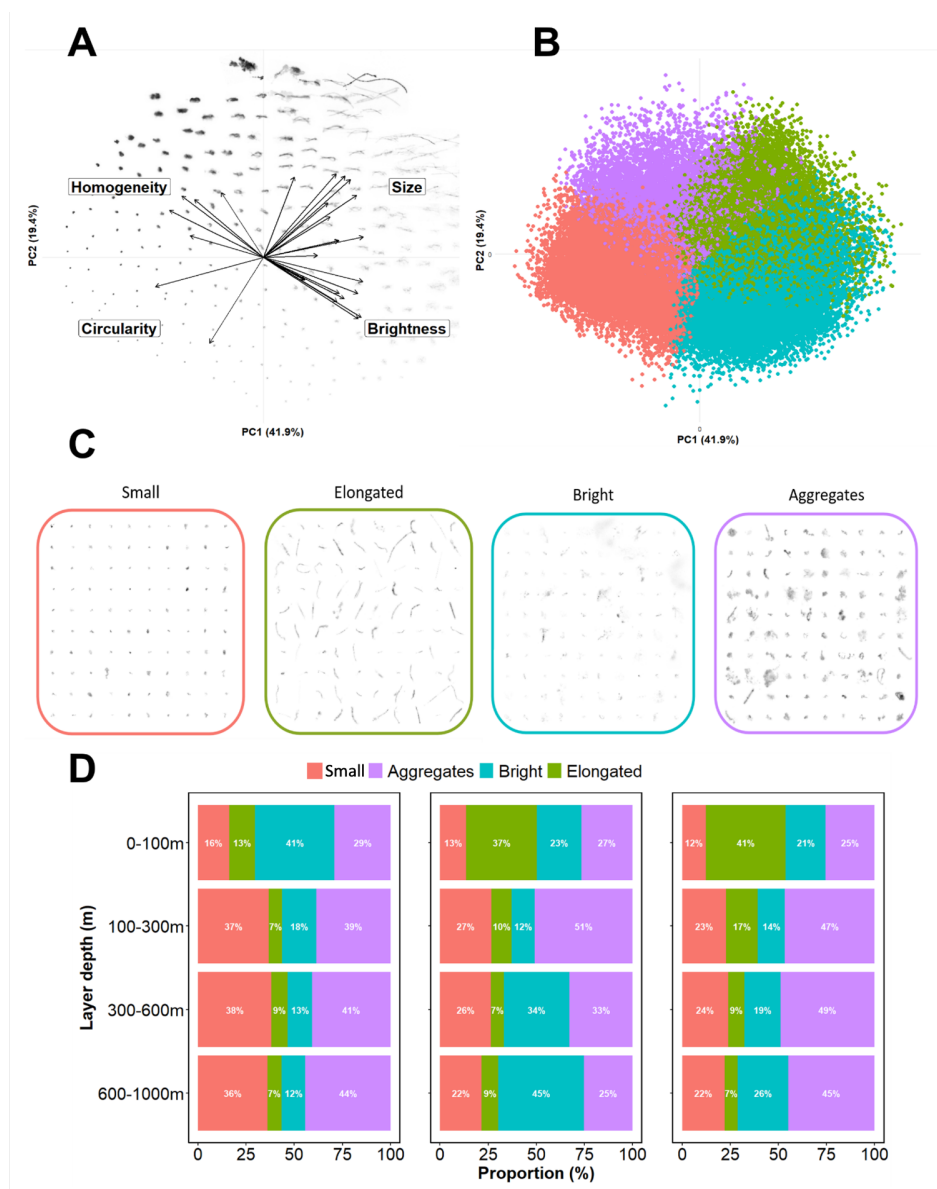 A
B
Homogeneity
Size
Circularity
Brightness
PC2 (19.4%)
PC1 (41.9%)
PC2 (19.4%)
0
0
PC1 (41.9%)
C
Small
Elongated
Bright
Aggregates
D
Small Aggregates Bright Elongated
Layer depth (m)
0-100m
16% 13% 41% 29%
13% 37% 23% 27%
12% 41% 21% 25%
100-300m
37% 7% 18% 39%
27% 10% 12% 51%
23% 17% 14% 47%
300-600m
38% 9% 13% 41%
26% 7% 34% 33%
24% 9% 19% 49%
600-1000m
36% 7% 12% 44%
22% 9% 45% 25%
22% 7% 26% 45%
0 25 50 75 100
0 25 50 75 100
0 25 50 75 100
Proportion (%)